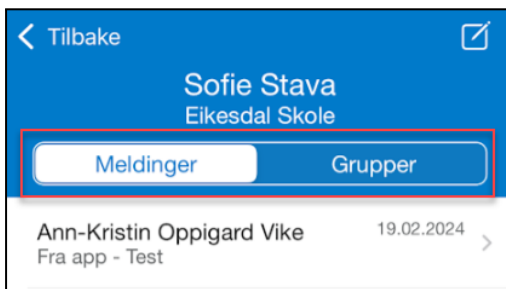 Tilbake
Sofie Stava
Eikesdal Skole
Meldinger Grupper
Ann-Kristin Oppigard Vike 19.02.2024
Fra app - Test